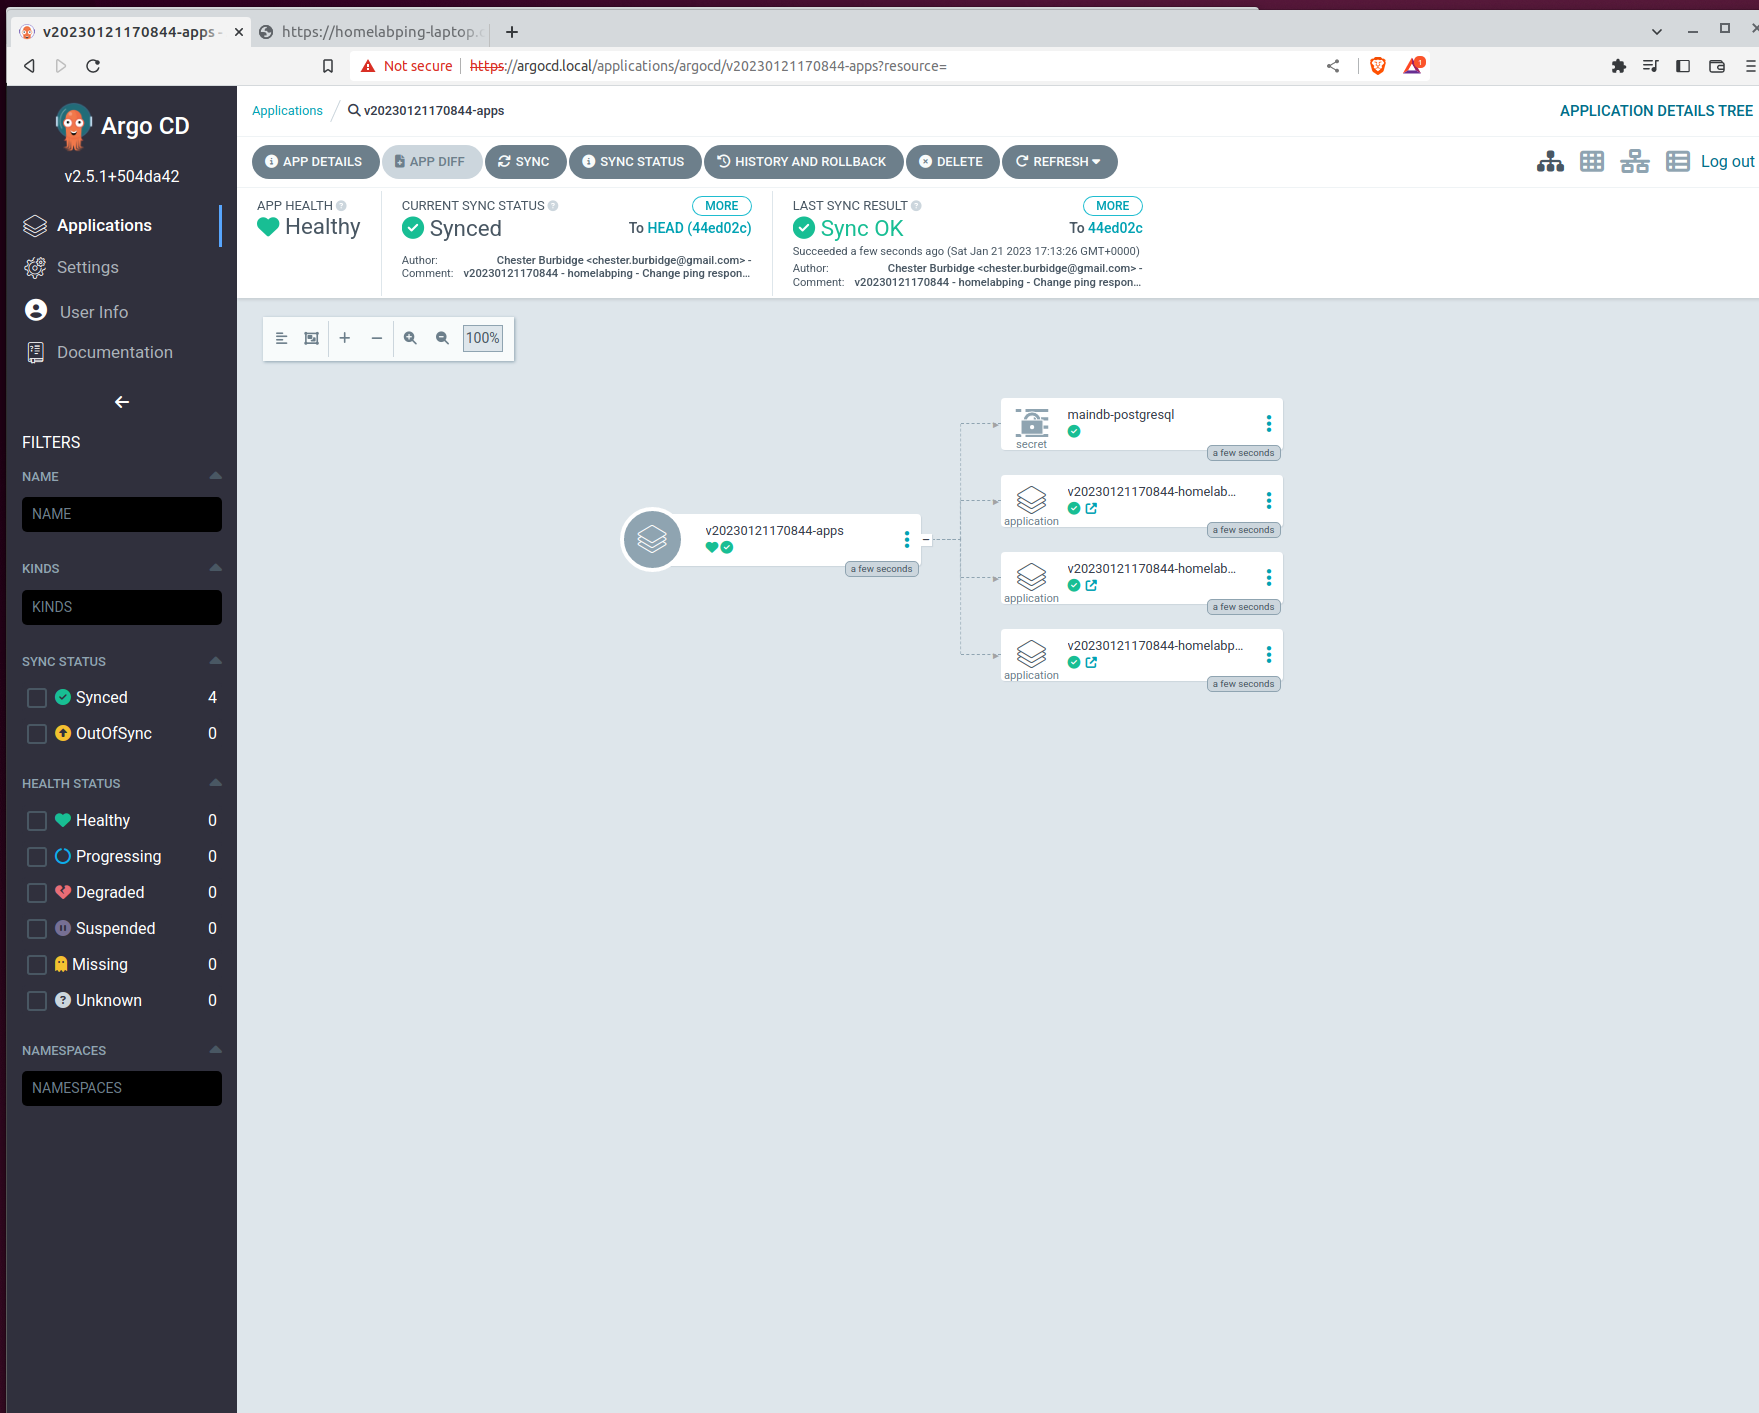 v20230121170844-apps -
https://homelabping-laptop.c
Not secure
https://argocd.local/applications/argocd/v20230121170844-apps?resource=
1
Argo CD
v2.5.1+504da42
Applications
Settings
User Info
Documentation
FILTERS
NAME
NAME
KINDS
KINDS
SYNC STATUS
Synced 4
OutOfSync 0
HEALTH STATUS
Healthy 0
Progressing 0
Degraded 0
Suspended 0
Missing 0
Unknown 0
NAMESPACES
NAMESPACES
Applications / v20230121170844-apps
APPLICATION DETAILS TREE
APP DETAILS APP DIFF SYNC SYNC STATUS HISTORY AND ROLLBACK DELETE REFRESH
Log out
APP HEALTH
Healthy
CURRENT SYNC STATUS MORE
Synced To HEAD (44ed02c)
Author: Chester Burbidge <chester.burbidge@gmail.com> -
Comment: v20230121170844 - homelabping - Change ping respon...
LAST SYNC RESULT MORE
Sync OK To 44ed02c
Succeeded a few seconds ago (Sat Jan 21 2023 17:13:26 GMT+0000)
Author: Chester Burbidge <chester.burbidge@gmail.com> -
Comment: v20230121170844 - homelabping - Change ping respon...
100%
v20230121170844-apps
a few seconds
maindb-postgresql
secret
a few seconds
v20230121170844-homelab...
application
a few seconds
v20230121170844-homelab...
application
a few seconds
v20230121170844-homelabp...
application
a few seconds